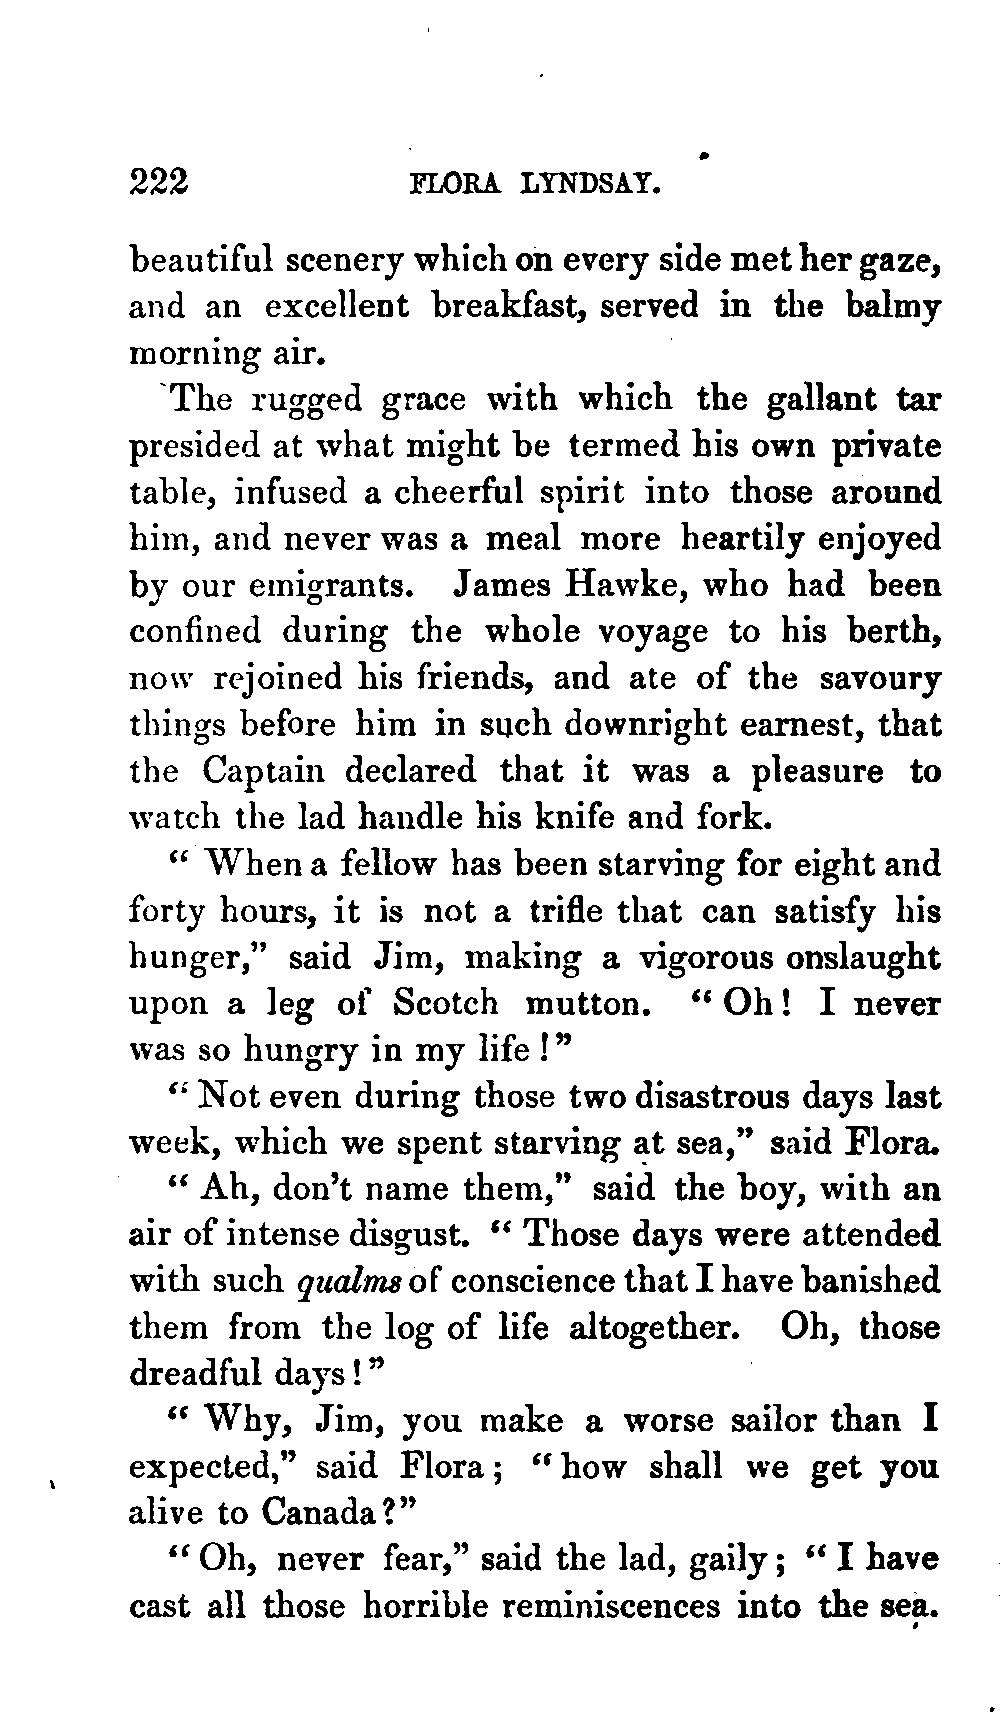 222 FLORA LYNDSAY.
beautiful scenery which on every side met her gaze,
and an excellent breakfast, served in the balmy
morning air.
The rugged grace with which the gallant tar
presided at what might be termed his own private
table, infused a cheerful spirit into those around
him, and never was a meal more heartily enjoyed
by our emigrants. James Hawke, who had been
confined during the whole voyage to his berth,
now rejoined his friends, and ate of the savoury
things before him in such downright earnest, that
the Captain declared that it was a pleasure to
watch the lad handle his knife and fork.
“ When a fellow has been starving for eight and
forty hours, it is not a trifle that can satisfy his
hunger,” said Jim, making a vigorous onslaught
upon a leg of Scotch mutton. “ Oh! I never
was so hungry in my life !”
“ Not even during those two disastrous days last
week, which we spent starving at sea,” said Flora.
“ Ah, don't name them,” said the boy, with an
air of intense disgust. “ Those days were attended
with such qualms of conscience that I have banished
them from the log of life altogether. Oh, those
dreadful days !”
“ Why, Jim, you make a worse sailor than I
expected,” said Flora ; “ how shall we get you
alive to Canada ?”
“ Oh, never fear,” said the lad, gaily ; “ I have
cast all those horrible reminiscences into the sea.